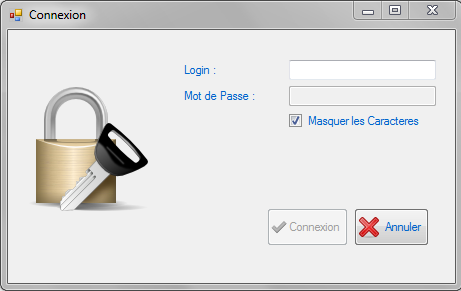 Connexion
Login :
Mot de Passe :
Masquer les Caracteres
Connexion
Annuler